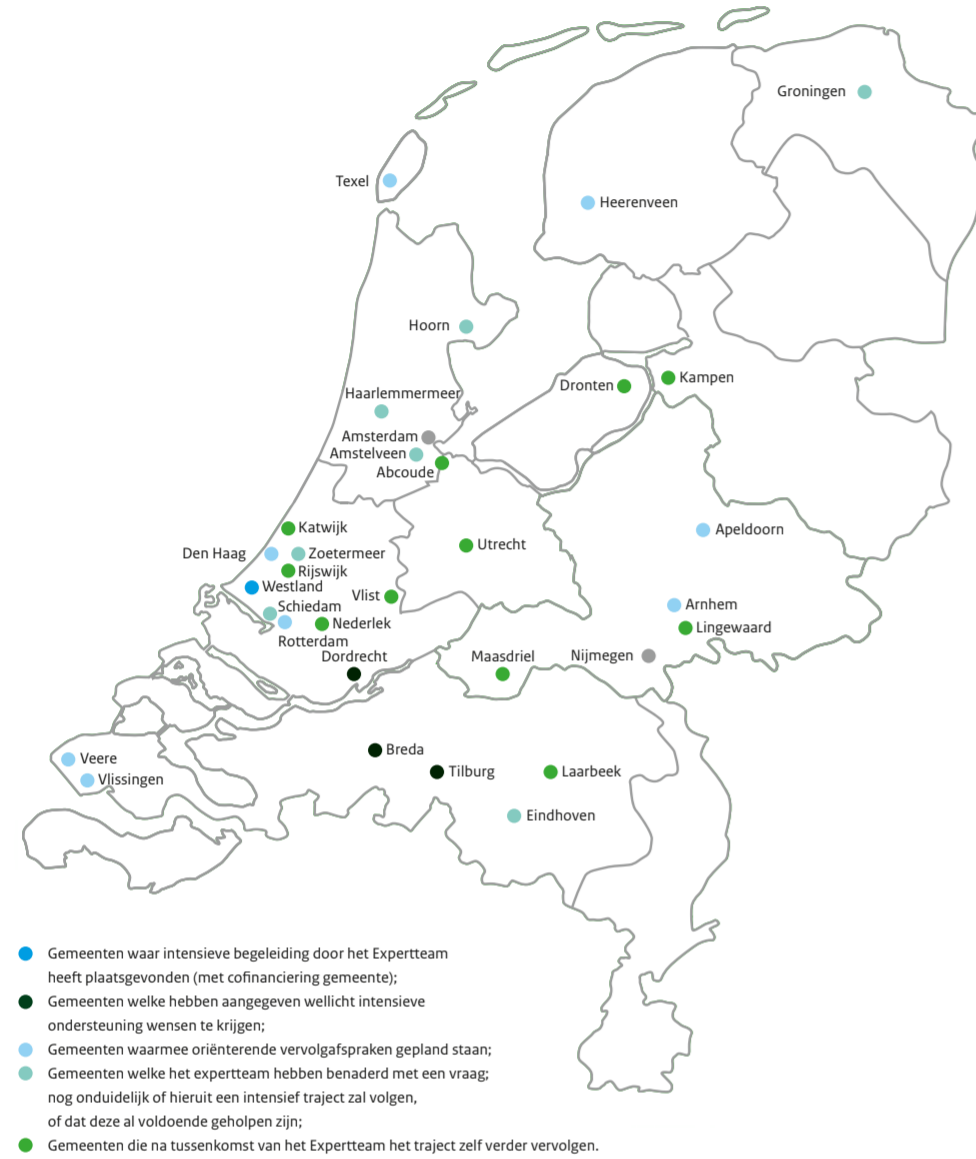 Groningen
Texel
Heerenveen
Hoorn
Dronten
Kampen
Haarlemmermeer
Amsterdam
Amstelveen
Abcoude
Katwijk
Apeldoorn
Den Haag
Zoetermeer
Utrecht
Rijswijk
Westland
Vlist
Schiedam
Arnhem
Nederlek
Lingewaard
Rotterdam
Dordrecht
Maasdriel
Nijmegen
Breda
Veere
Tilburg
Laarbeek
Vlissingen
Eindhoven
Gemeenten waar intensieve begeleiding door het Expertteam
heeft plaatsgevonden (met cofinanciering gemeente);
Gemeenten welke hebben aangegeven wellicht intensieve
ondersteuning wensen te krijgen;
Gemeenten waarmee oriënterende vervolgafspraken gepland staan;
Gemeenten welke het expertteam hebben benaderd met een vraag;
nog onduidelijk of hieruit een intensief traject zal volgen,
of dat deze al voldoende geholpen zijn;
Gemeenten die na tussenkomst van het Expertteam het traject zelf verder vervolgen.